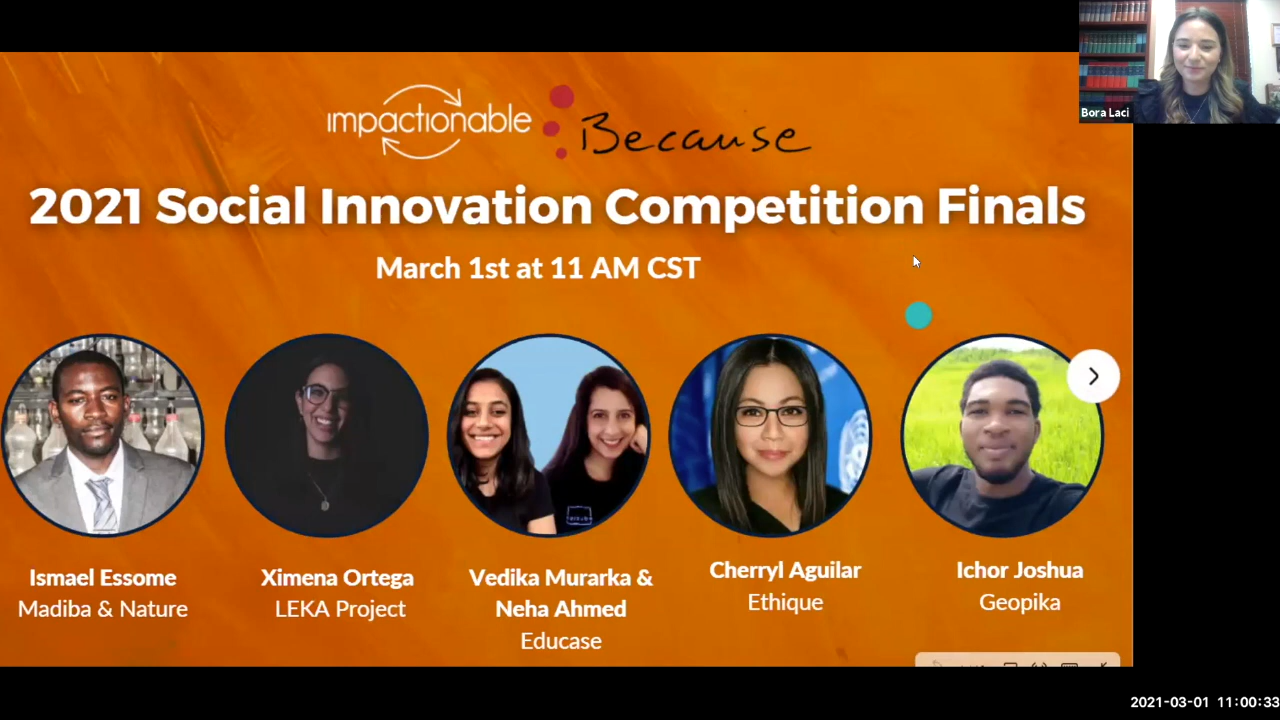 Bora Laci
impactionable
Because
2021 Social Innovation Competition Finals
March 1st at 11 AM CST
Ismael Essome
Madiba & Nature
Ximena Ortega
LEKA Project
Vedika Murarka &
Neha Ahmed
Educase
Cherryl Aguilar
Ethique
Ichor Joshua
Geopika
2021-03-01 11:00:33